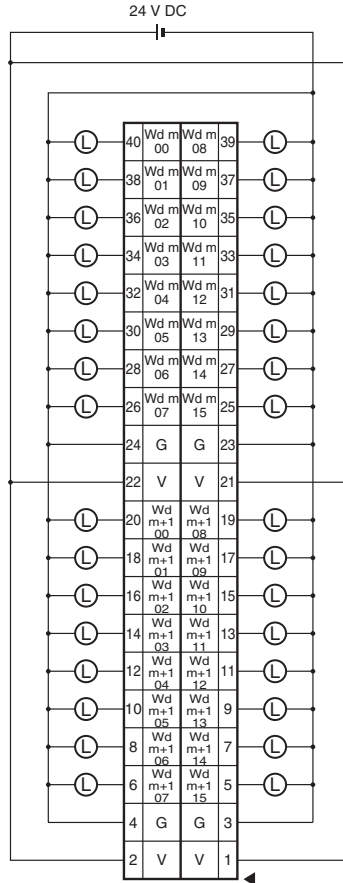 24 V DC
L 40 Wd m 00 Wd m 08 39 L
L 38 Wd m 01 Wd m 09 37 L
L 36 Wd m 02 Wd m 10 35 L
L 34 Wd m 03 Wd m 11 33 L
L 32 Wd m 04 Wd m 12 31 L
L 30 Wd m 05 Wd m 13 29 L
L 28 Wd m 06 Wd m 14 27 L
L 26 Wd m 07 Wd m 15 25 L
24 G G 23
22 V V 21
L 20 Wd m+1 00 Wd m+1 08 19 L
L 18 Wd m+1 01 Wd m+1 09 17 L
L 16 Wd m+1 02 Wd m+1 10 15 L
L 14 Wd m+1 03 Wd m+1 11 13 L
L 12 Wd m+1 04 Wd m+1 12 11 L
L 10 Wd m+1 05 Wd m+1 13 9 L
L 8 Wd m+1 06 Wd m+1 14 7 L
L 6 Wd m+1 07 Wd m+1 15 5 L
4 G G 3
2 V V 1